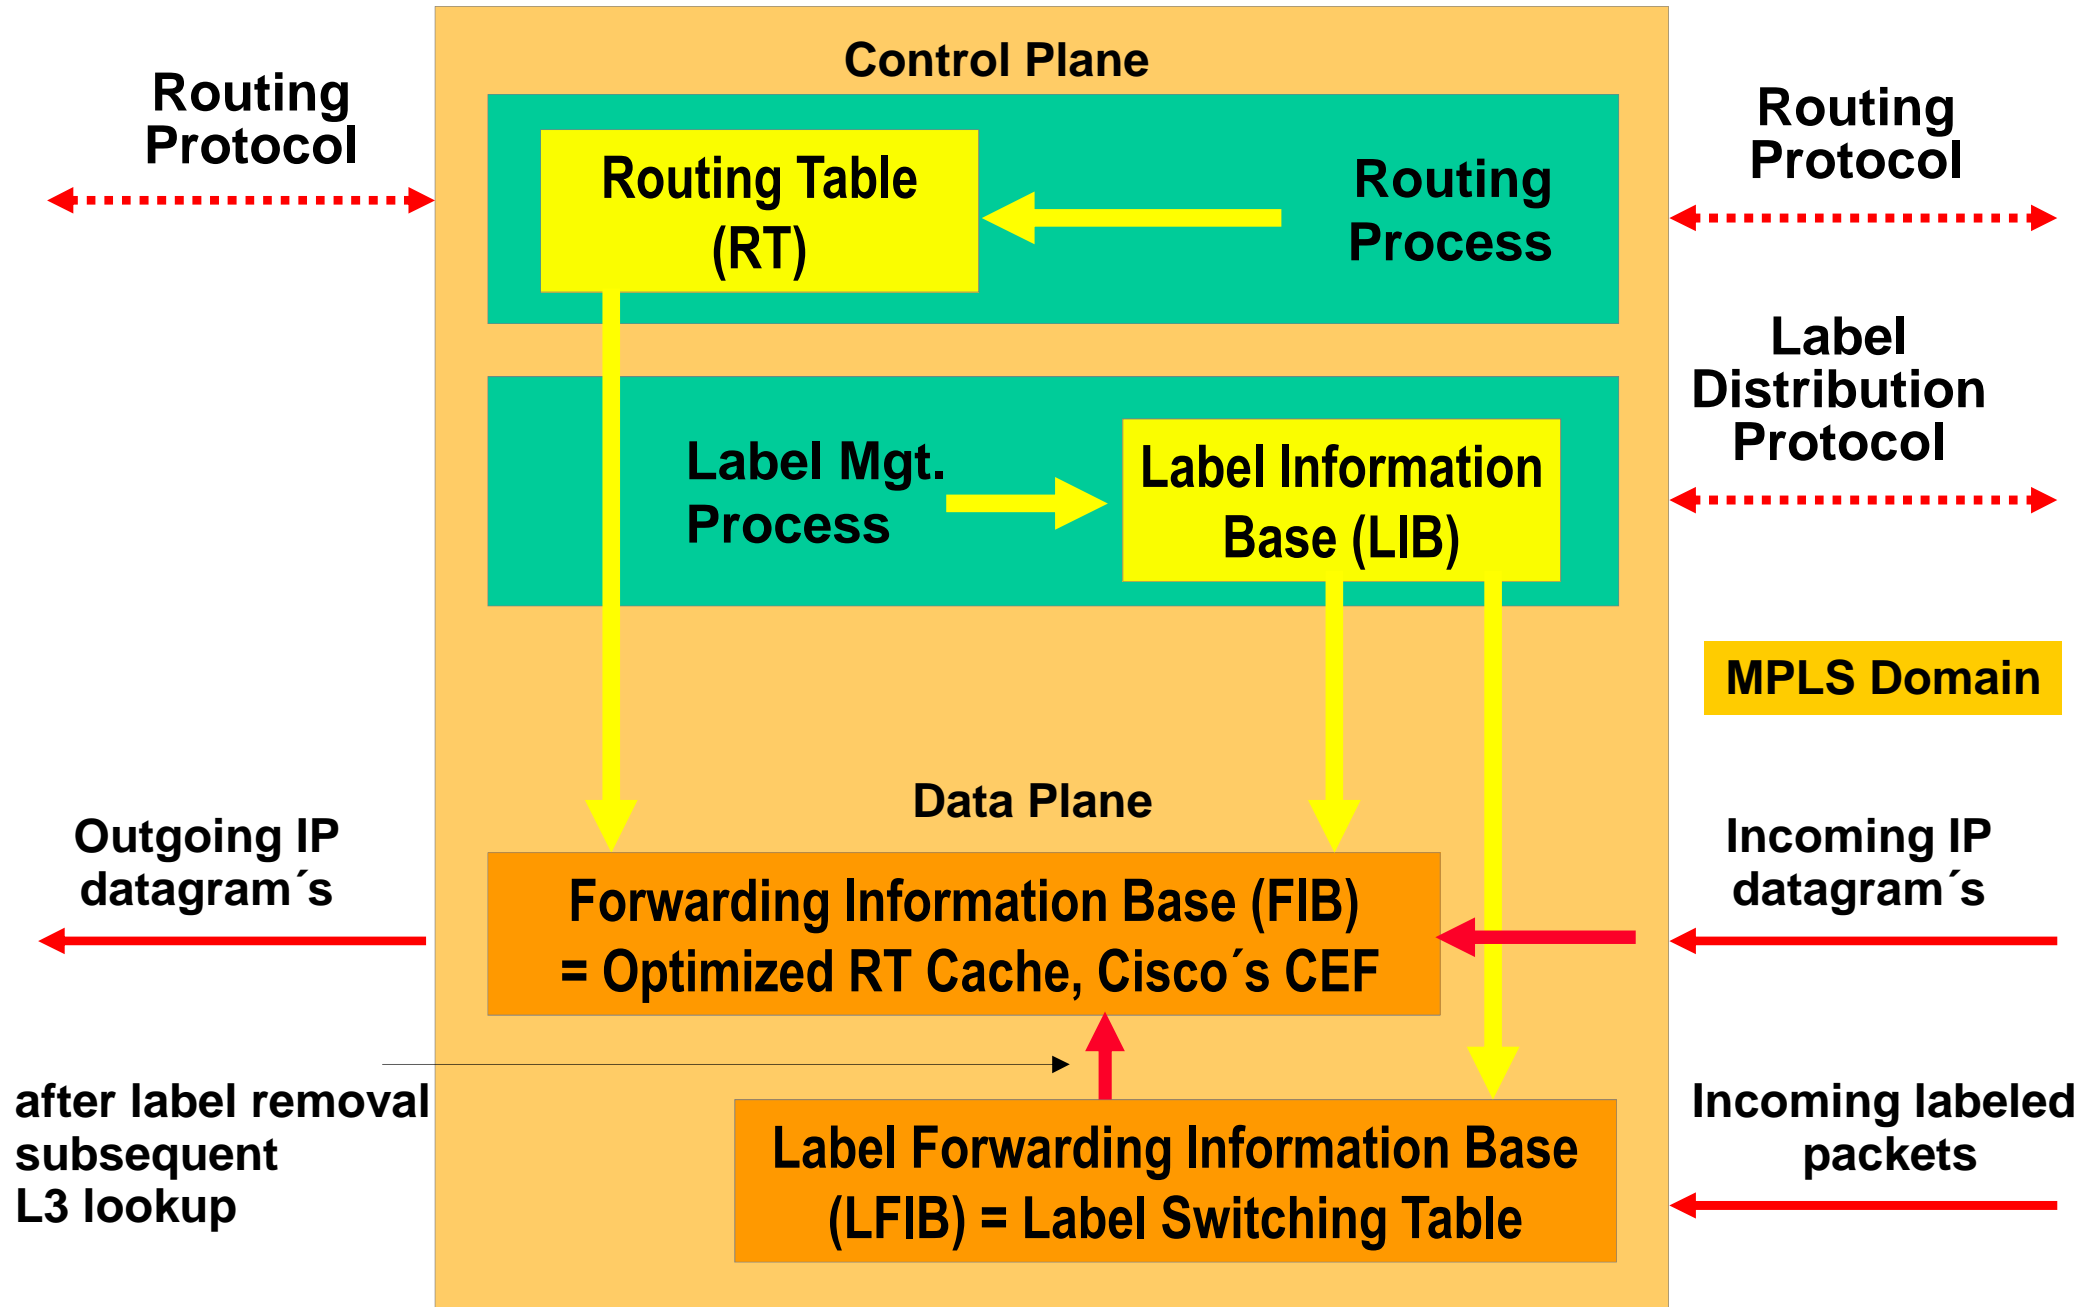 Control Plane
Routing
Protocol
Routing Table
(RT)
Routing
Process
Routing
Protocol
Label Mgt.
Process
Label Information
Base (LIB)
Label
Distribution
Protocol
MPLS Domain
Data Plane
Outgoing IP
datagram´s
Forwarding Information Base (FIB)
= Optimized RT Cache, Cisco´s CEF
Incoming IP
datagram´s
after label removal
subsequent
L3 lookup
Label Forwarding Information Base
(LFIB) = Label Switching Table
Incoming labeled
packets